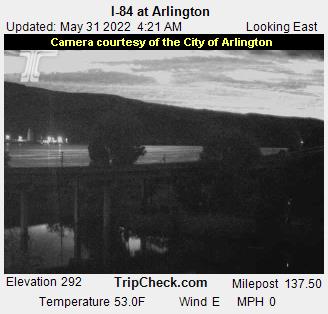 I-84 at Arlington
Updated: May 31 2022 4:21 AM Looking East
Camera courtesy of the City of Arlington
Elevation 292 TripCheck.com Milepost 137.50
Temperature 53.0F Wind E MPH 0